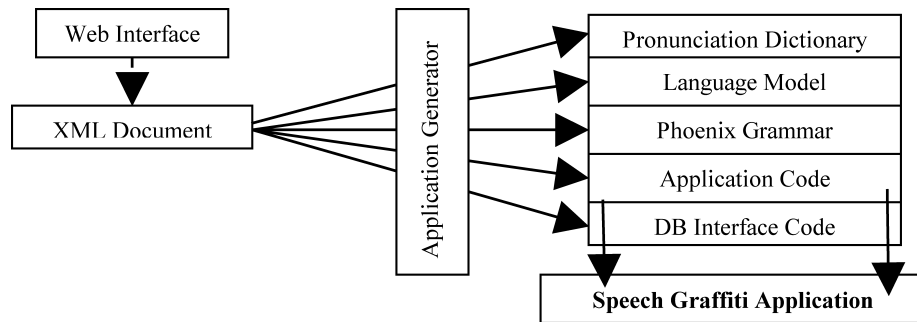 Web Interface
XML Document
Application Generator
Pronunciation Dictionary
Language Model
Phoenix Grammar
Application Code
DB Interface Code
Speech Graffiti Application